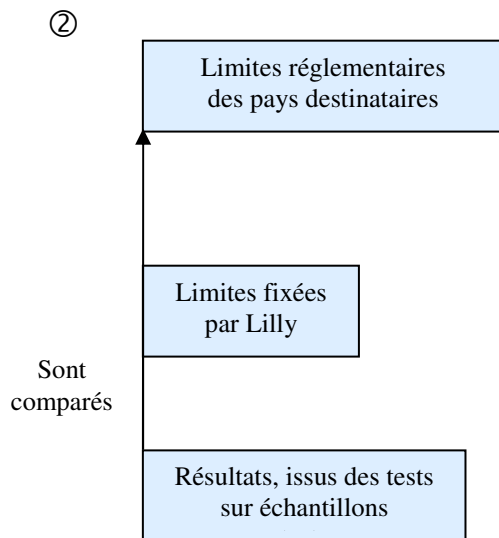 ②
Limites réglementaires
des pays destinataires
Limites fixées
par Lilly
Sont
comparés
Résultats, issus des tests
sur échantillons